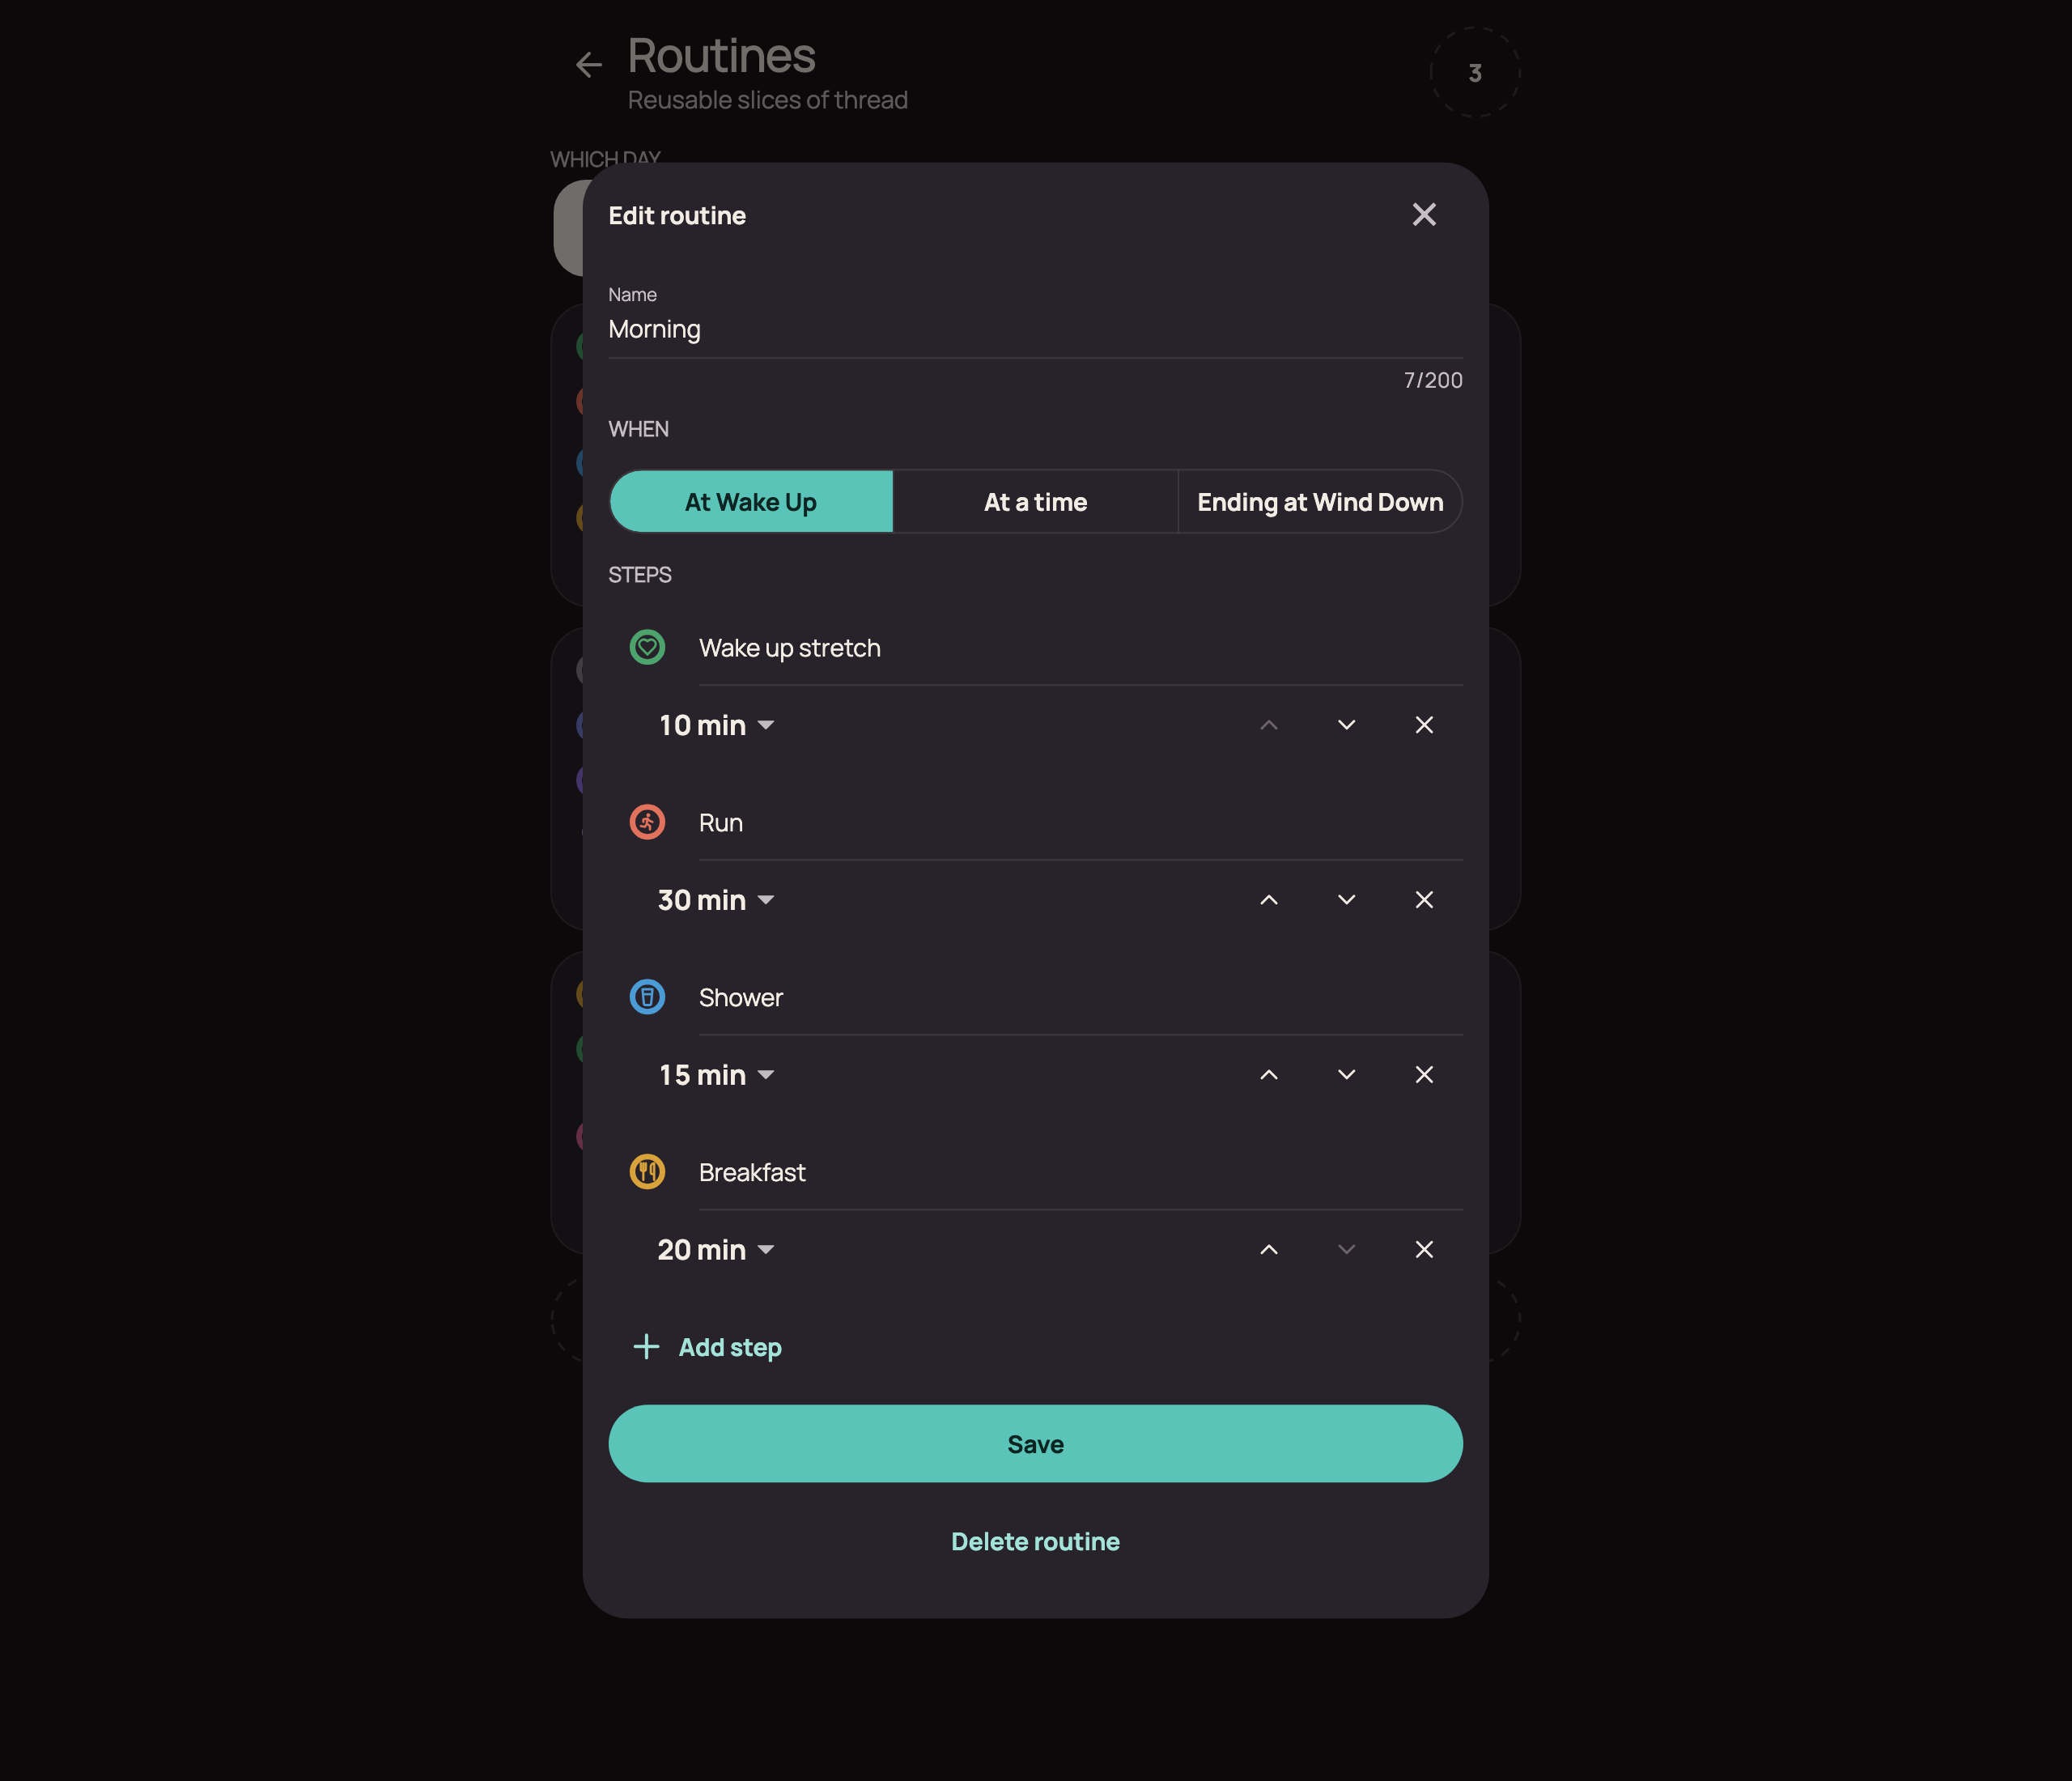 Routines
Reusable slices of thread
3
WHICH DAY
Edit routine
Name
Morning
7/200
WHEN
At Wake Up
At a time
Ending at Wind Down
STEPS
Wake up stretch
10 min
Run
30 min
Shower
15 min
Breakfast
20 min
Add step
Save
Delete routine